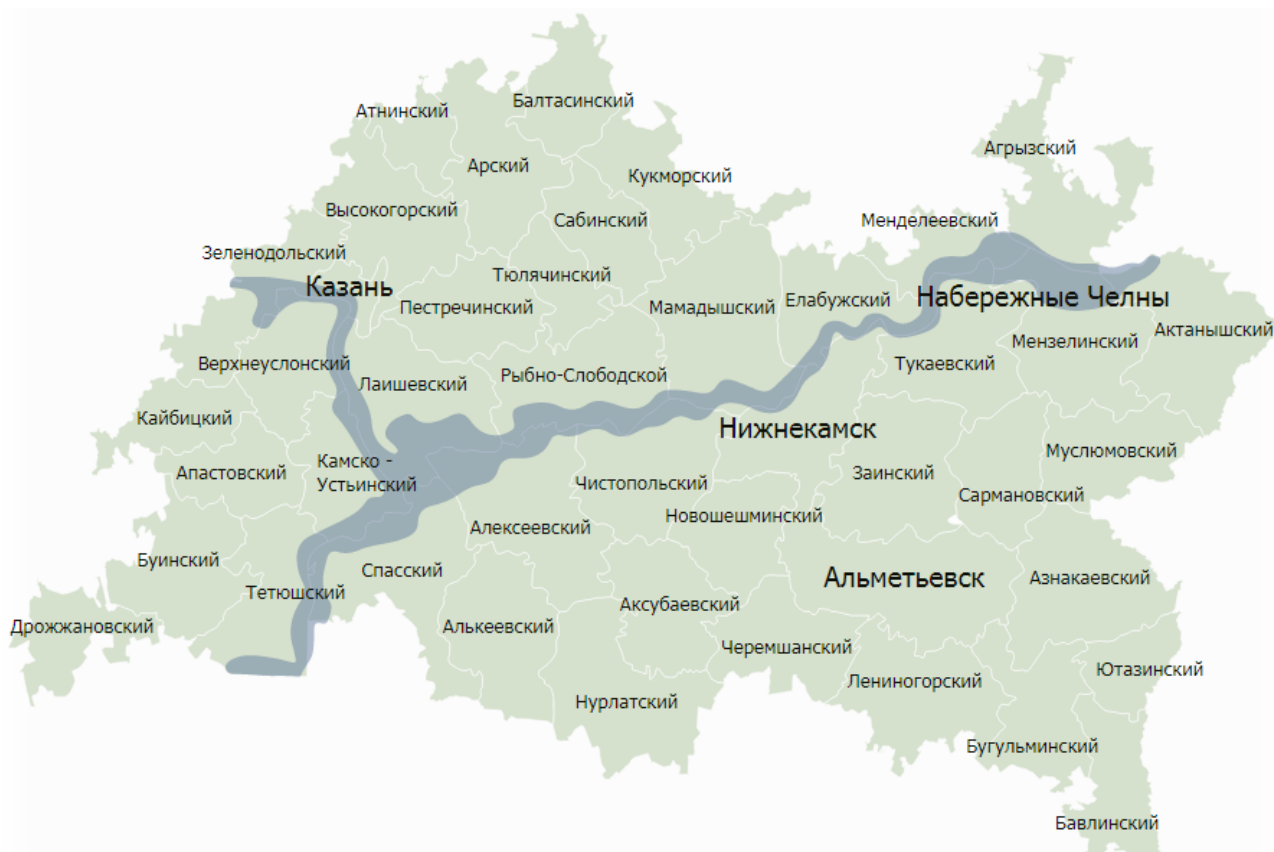 Балтасинский
Атнинский
Агрызский
Арский
Кукморский
Высокогорский
Сабинский
Менделеевский
Зеленодольский
Тюлячинский
Казань
Набережные Челны
Елабужский
Пестречинский
Мамадышский
Актанышский
Мензелинский
Верхнеуслонский
Тукаевский
Рыбно-Слободской
Лаишевский
Кайбицкий
Нижнекамск
Муслюмовский
Камско -
Устьинский
Апастовский
Заинский
Чистопольский
Сармановский
Новошешминский
Алексеевский
Буинский
Спасский
Альметьевск
Азнакаевский
Тетюшский
Аксубаевский
Дрожжановский
Алькеевский
Черемшанский
Ютазинский
Лениногорский
Нурлатский
Бугульминский
Бавлинский